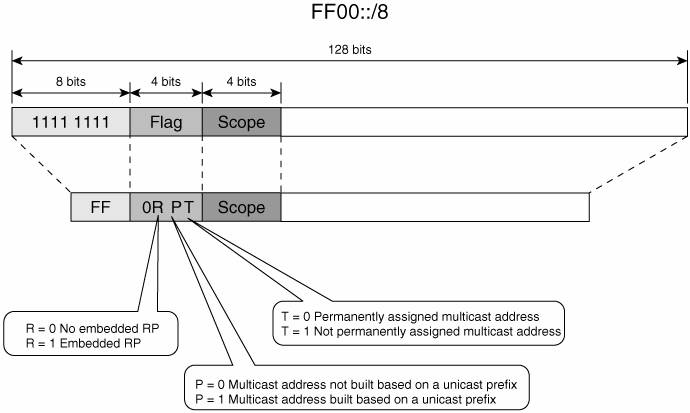 FF00::/8
128 bits
8 bits 4 bits 4 bits
1111 1111 Flag Scope
FF 0R PT Scope
T = 0 Permanently assigned multicast address
T = 1 Not permanently assigned multicast address
R = 0 No embedded RP
R = 1 Embedded RP
P = 0 Multicast address not built based on a unicast prefix
P = 1 Multicast address built based on a unicast prefix